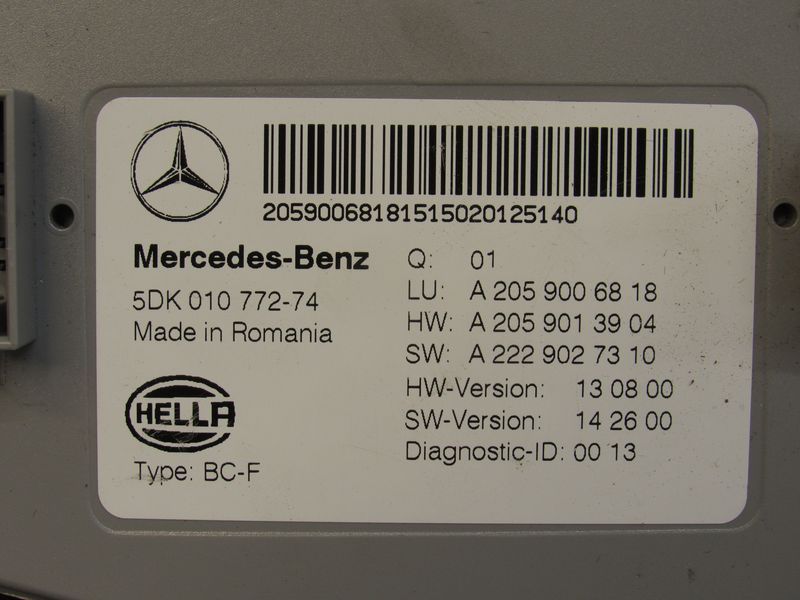 20590068181515020125140
Mercedes-Benz
5DK 010 772-74
Made in Romania
HELLA
Type: BC-F
Q: 01
LU: A 205 900 68 18
HW: A 205 901 39 04
SW: A 222 902 73 10
HW-Version: 13 08 00
SW-Version: 14 26 00
Diagnostic-ID: 00 13